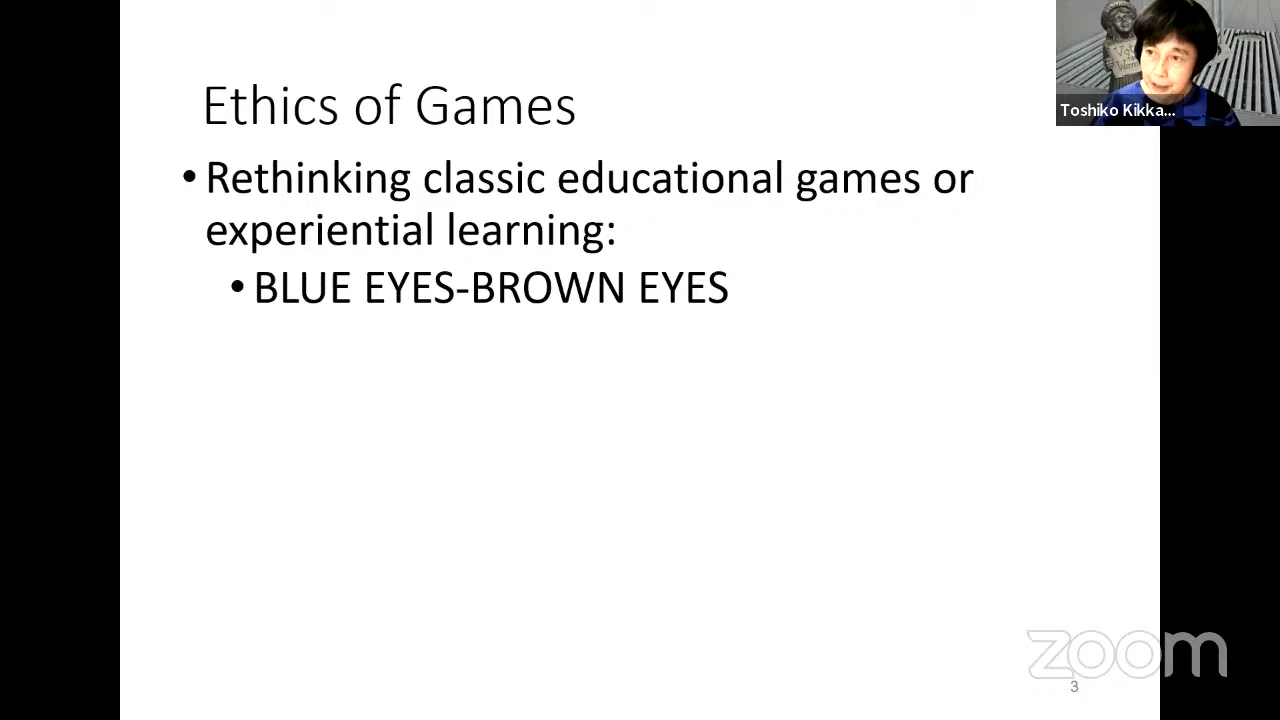 Ethics of Games
• Rethinking classic educational games or
experiential learning:
• BLUE EYES-BROWN EYES
Toshiko Kikka...
zoom
3